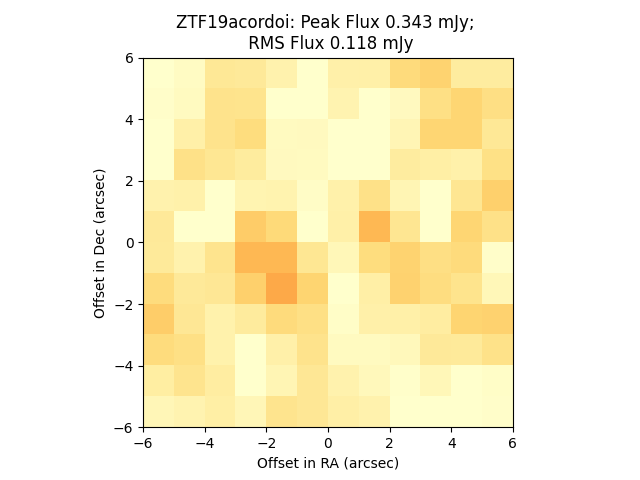 ZTF19acordoi: Peak Flux 0.343 mJy;
RMS Flux 0.118 mJy
6
4
2
0
−2
−4
−6
Offset in Dec (arcsec)
−6 −4 −2 0 2 4 6
Offset in RA (arcsec)